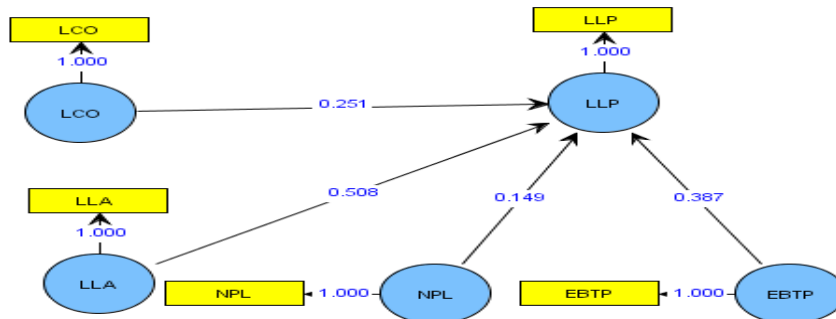 LCO
1.000
LCO
LLP
1.000
LLP
0.251
LLA
1.000
LLA
0.508
0.149
0.387
NPL
1.000
NPL
EBTP
1.000
EBTP